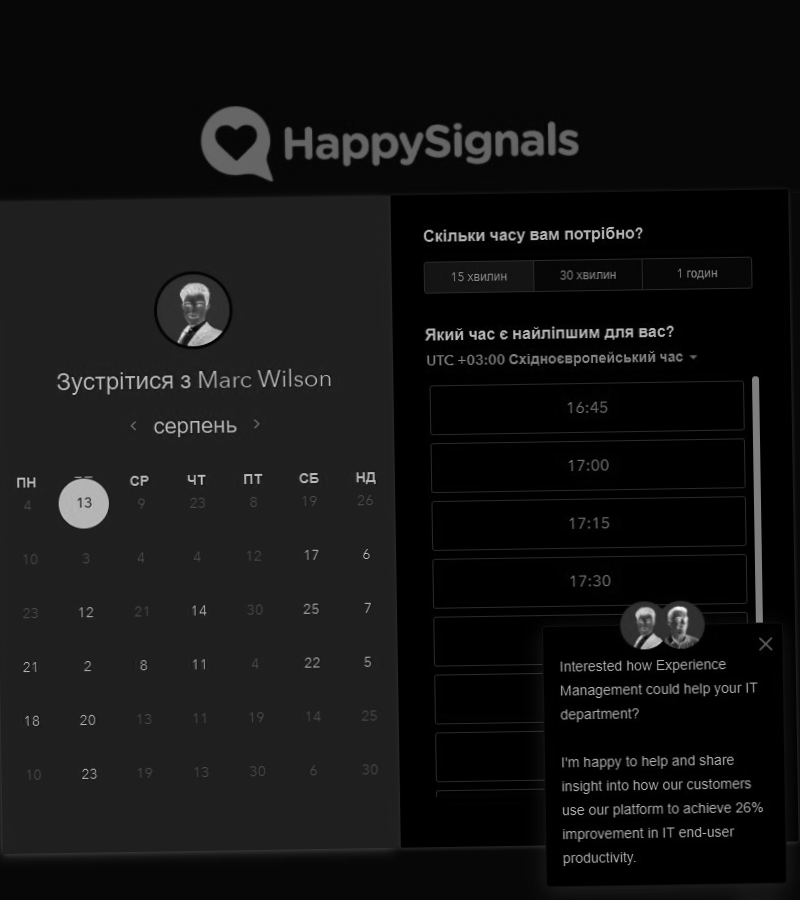 HappySignals
Зустрітися з Marc Wilson
серпень
ПН СР ЧТ ПТ СБ НД
4 13 9 23 8 19 26
10 3 4 4 12 17 6
23 12 21 14 30 25 7
21 2 8 11 4 22 5
18 20 13 11 19 14 25
10 23 19 13 30 6 30
Скільки часу вам потрібно?
15 хвилин 30 хвилин 1 годин
Який час є найліпшим для вас?
UTC +03:00 Східноєвропейський час
16:45
17:00
17:15
17:30
Interested how Experience
Management could help your IT
department?
I'm happy to help and share
insight into how our customers
use our platform to achieve 26%
improvement in IT end-user
productivity.